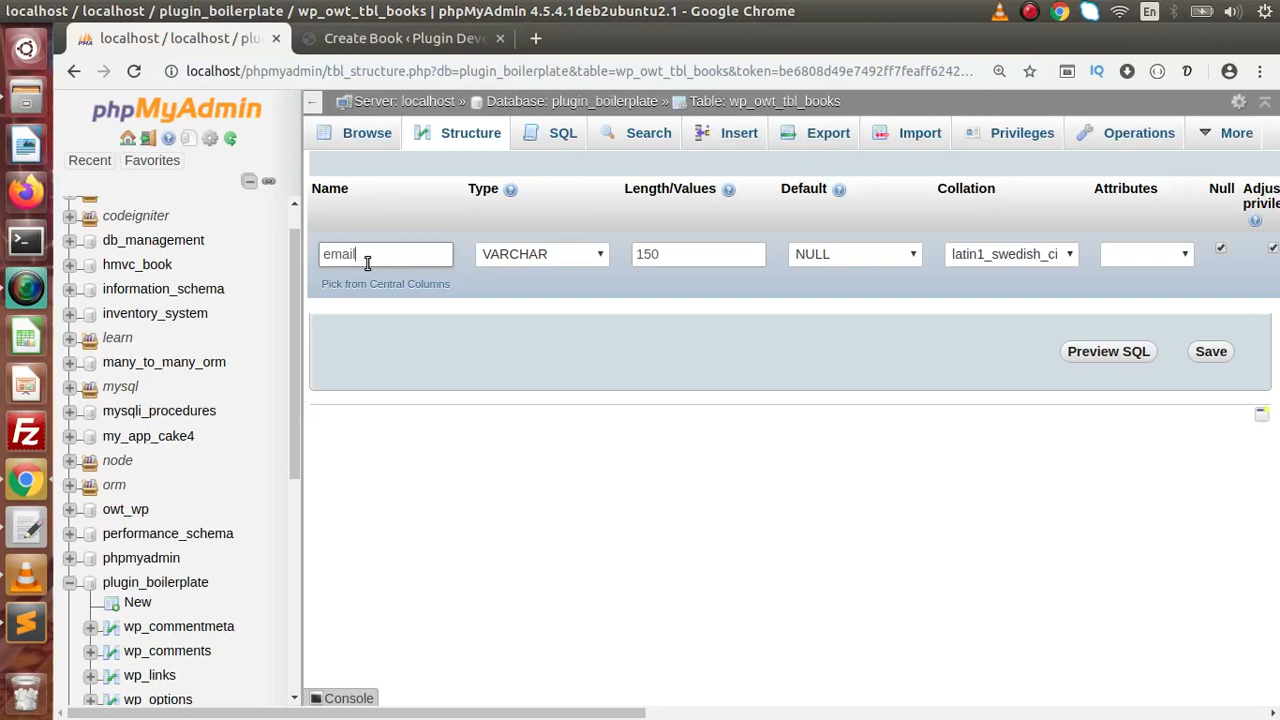 localhost / localhost / plugin_boilerplate / wp_owt_tbl_books | phpMyAdmin 4.5.4.1deb2ubuntu2.1 - Google Chrome
En
localhost / localhost / plu
Create Book ‹ Plugin Deve
localhost/phpmyadmin/tbl_structure.php?db=plugin_boilerplate&table=wp_owt_tbl_books&token=be6808d49e7492ff7feaff6242...
IQ
phpMyAdmin
Recent
Favorites
codeigniter
db_management
hmvc_book
information_schema
inventory_system
learn
many_to_many_orm
mysql
mysqli_procedures
my_app_cake4
node
orm
owt_wp
performance_schema
phpmyadmin
plugin_boilerplate
New
wp_commentmeta
wp_comments
wp_links
wp_options
Server: localhost » Database: plugin_boilerplate » Table: wp_owt_tbl_books
Browse Structure SQL Search Insert Export Import Privileges Operations More
Name Type Length/Values Default Collation Attributes Null Adjus
privile
email VARCHAR 150 NULL latin1_swedish_ci
Pick from Central Columns
Preview SQL Save
Console